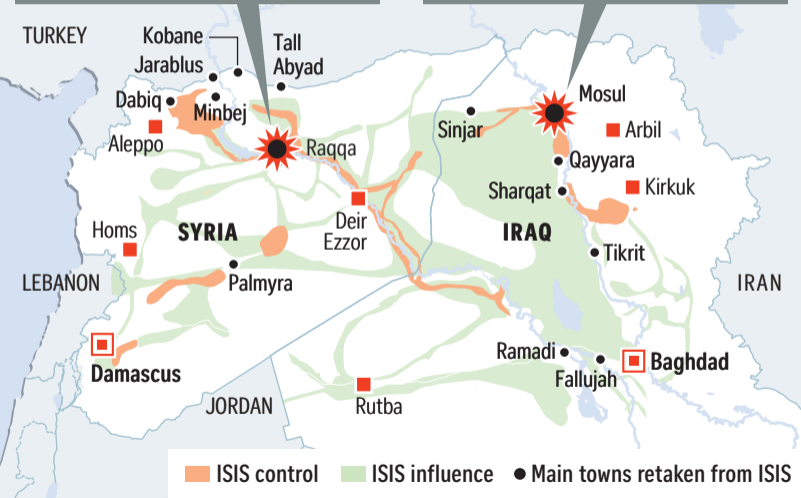 TURKEY
Kobane
Jarablus
Tall
Abyad
Dabiq
Minbej
Aleppo
Raqqa
Mosul
Sinjar
Arbil
Qayyara
Sharqat
Kirkuk
Deir
Ezzor
Homs
SYRIA
IRAQ
Tikrit
LEBANON
Palmyra
IRAN
Damascus
Ramadi
Baghdad
Fallujah
JORDAN
Rutba
ISIS control
ISIS influence
Main towns retaken from ISIS